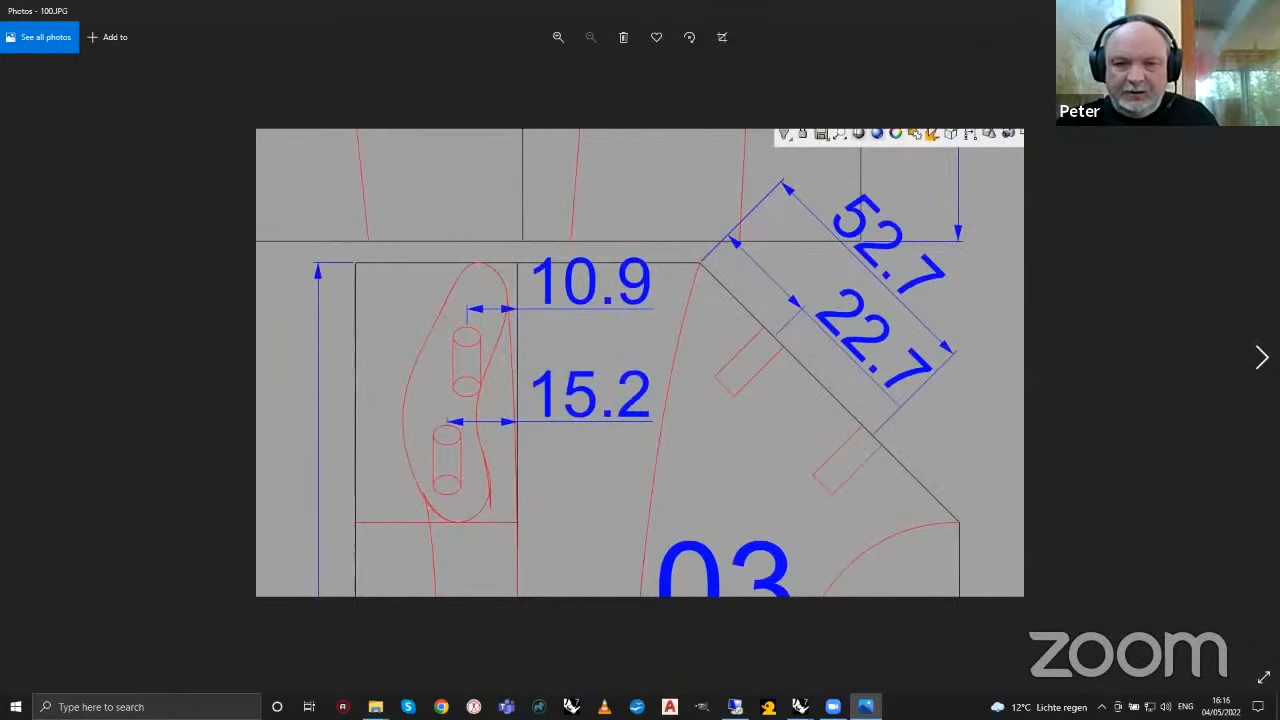 Photos - 100.JPG
See all photos
Add to
Peter
52.7
10.9
22.7
15.2
03
zoom
Type here to search
12°C Lichte regen
ENG
16:16
04/05/2022